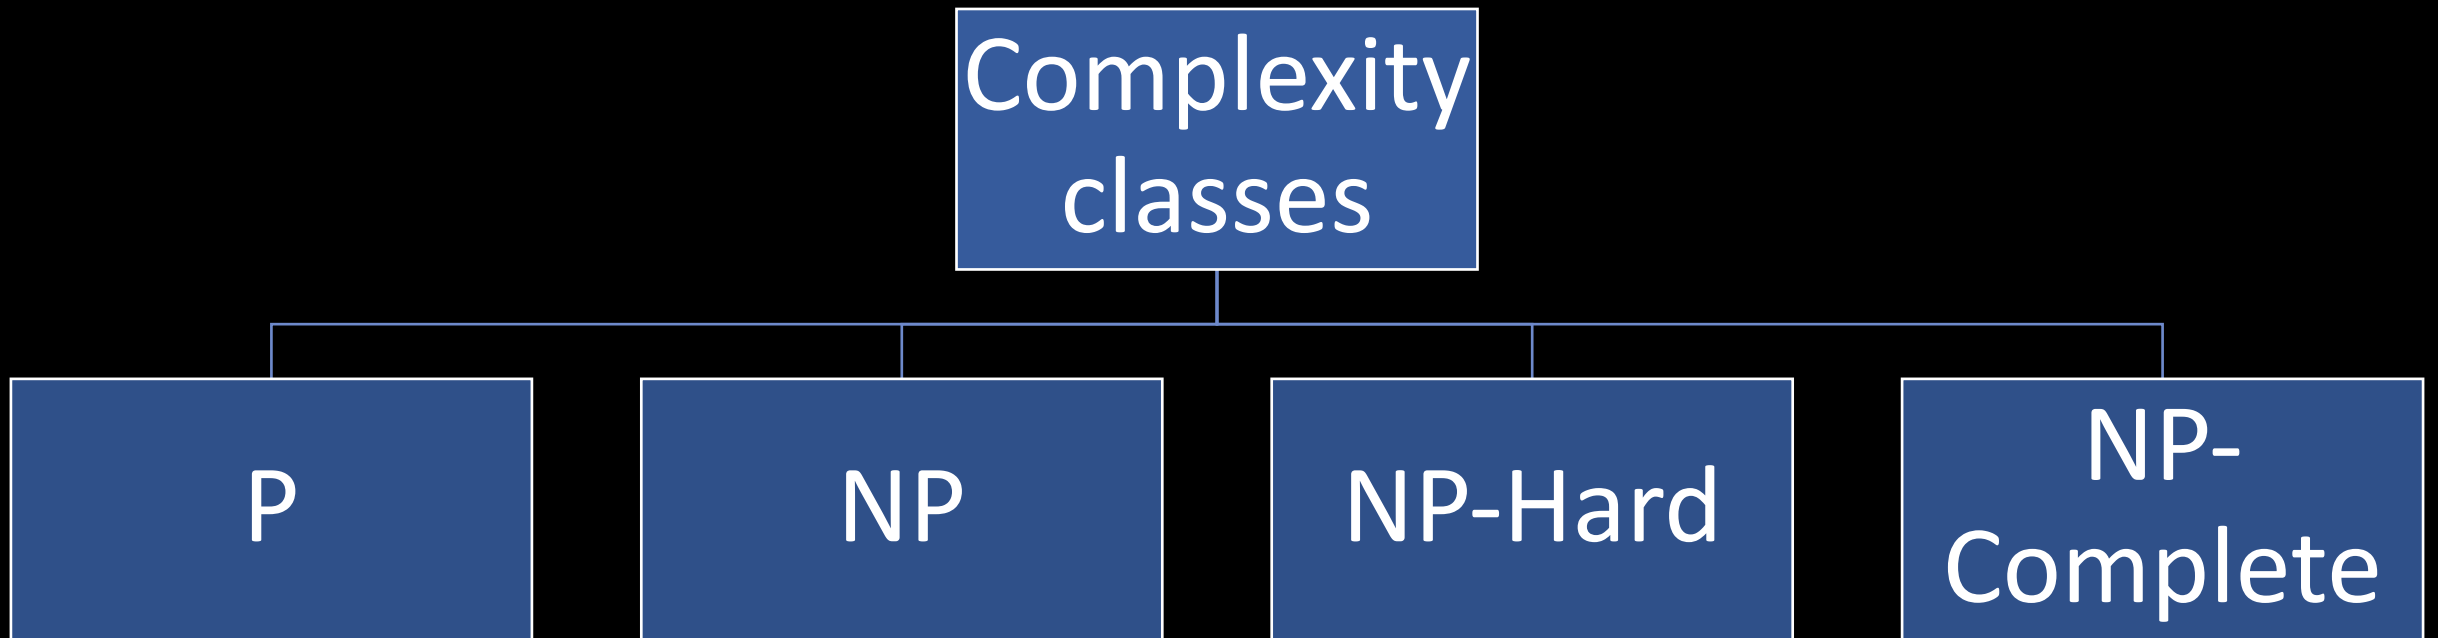 Complexity
classes
P
NP
NP-Hard
NP-
Complete